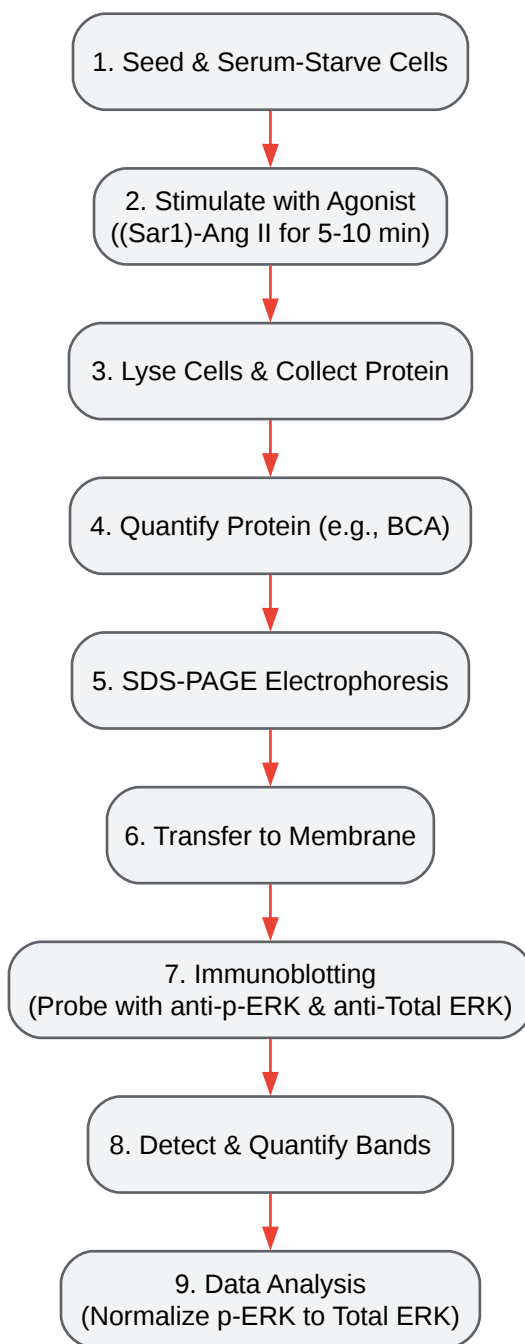 1. Seed & Serum-Starve Cells
2. Stimulate with Agonist
((Sar1)-Ang II for 5-10 min)
3. Lyse Cells & Collect Protein
4. Quantify Protein (e.g., BCA)
5. SDS-PAGE Electrophoresis
6. Transfer to Membrane
7. Immunoblotting
(Probe with anti-p-ERK & anti-Total ERK)
8. Detect & Quantify Bands
9. Data Analysis
(Normalize p-ERK to Total ERK)